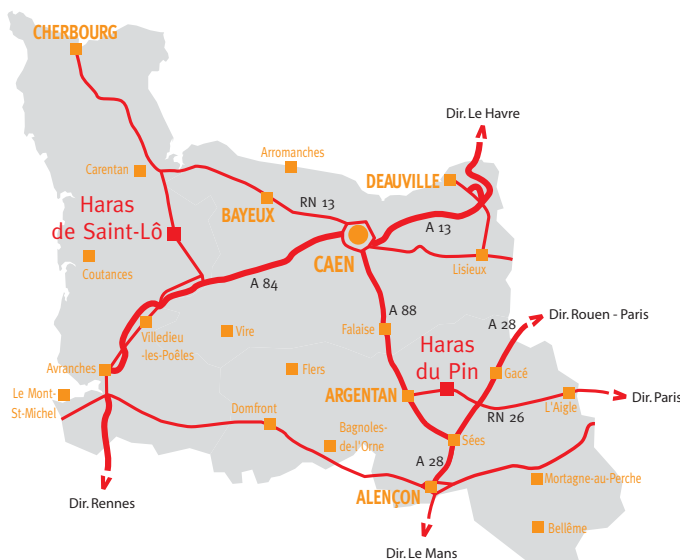 CHERBOURG
Dir. Le Havre
Arromanches
Carentan
DEAUVILLE
Haras
de Saint-Lô
BAYEUX
RN 13
A 13
CAEN
Lisieux
Coutances
A 84
A 88
Dir. Rouen - Paris
A 28
Villedieu
-les-Poêles
Vire
Falaise
Haras
du Pin
Avranches
Flers
Gacé
Le Mont-
St-Michel
ARGENTAN
L'Aigle
Dir. Paris
RN 26
Domfront
Bagnoles-
de-l'Orne
Sées
A 28
Mortagne-au-Perche
ALENÇON
Dir. Rennes
Bellême
Dir. Le Mans